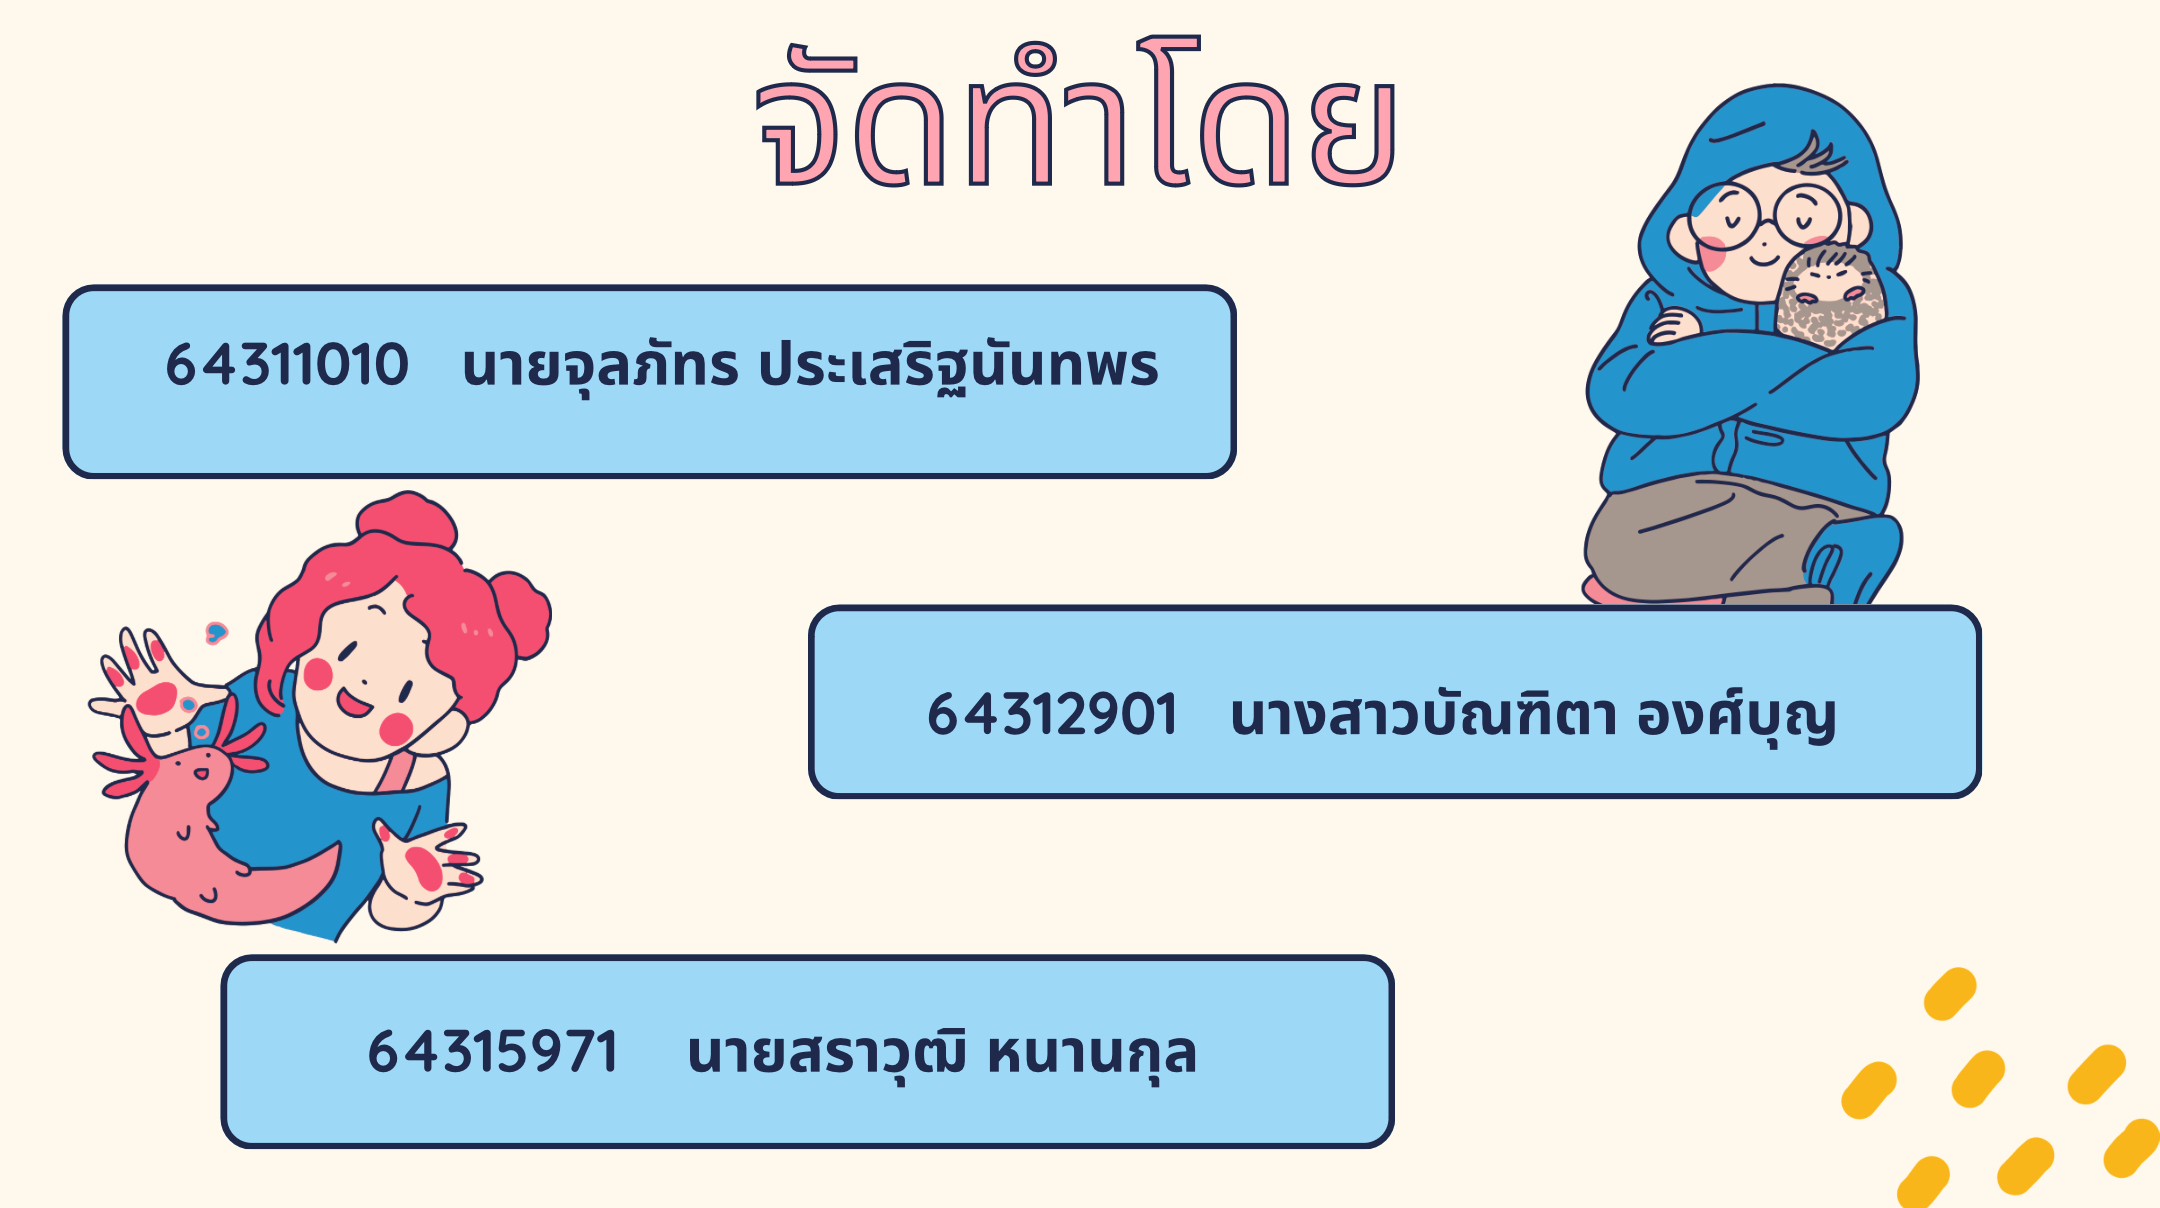 จัดทำโดย
64311010 นายจุลภัทร ประเสริฐนันทพร
64312901 นางสาวบัณฑิตา องศ์บุญ
64315971 นายสราวุฒิ หนานกุล